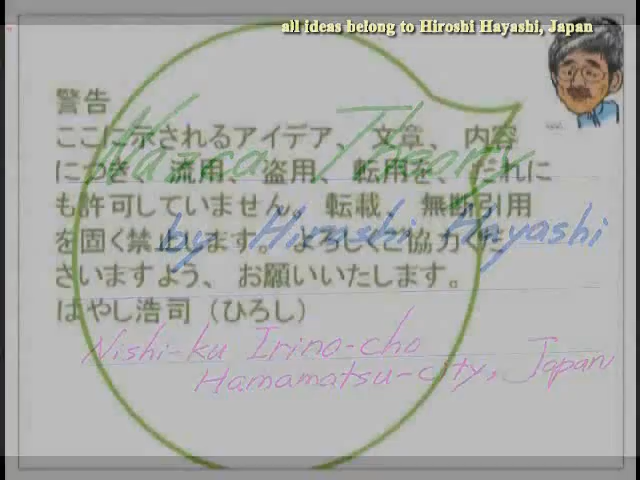 all ideas belong to Hiroshi Hayashi, Japan
警告
ここに示されるアイデア、文章、内容
につき、流用、盗用、転用を、だれに
も許可していません。転載、無断引用
を固く禁止します。よろしくご協力くだ
さいますよう、お願いいたします。
はやし浩司（ひろし）
Theory
by Hiroshi Hayashi
Nishi-ku Irino-cho
Hamamatsu-city, Japan